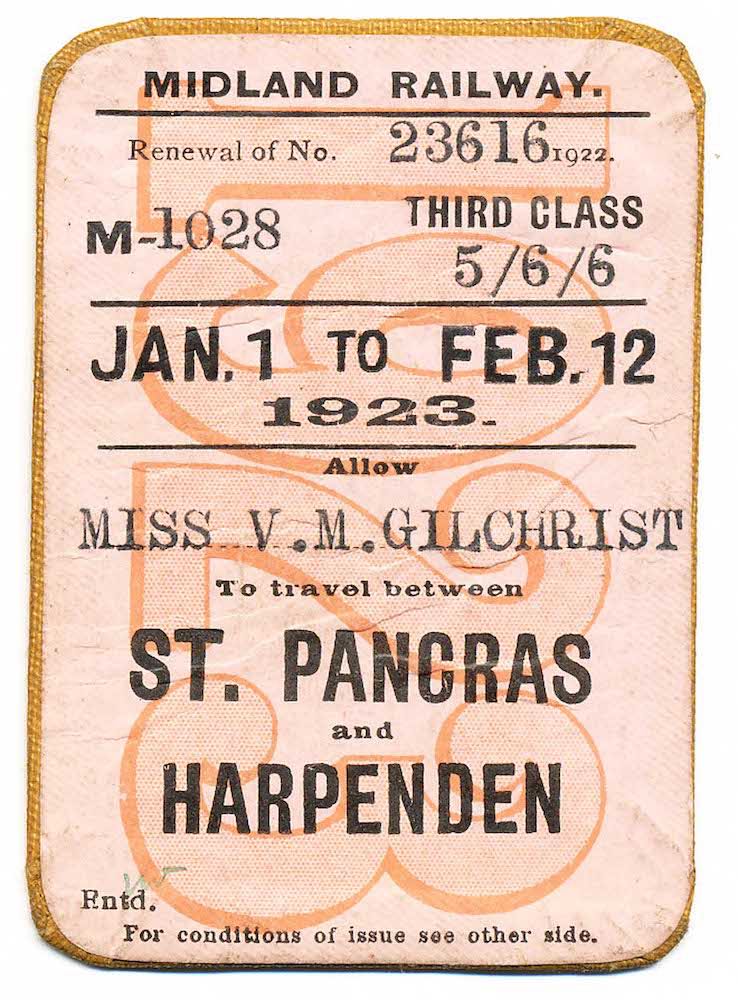 MIDLAND RAILWAY.
Renewal of No. 23616 1922.
M-1028
THIRD CLASS
5/6/6
JAN. 1 TO FEB. 12
1923.
Allow
MISS V.M.GILCHRIST
To travel between
ST. PANCRAS
and
HARPENDEN
Entd.
For conditions of issue see other side.
1923